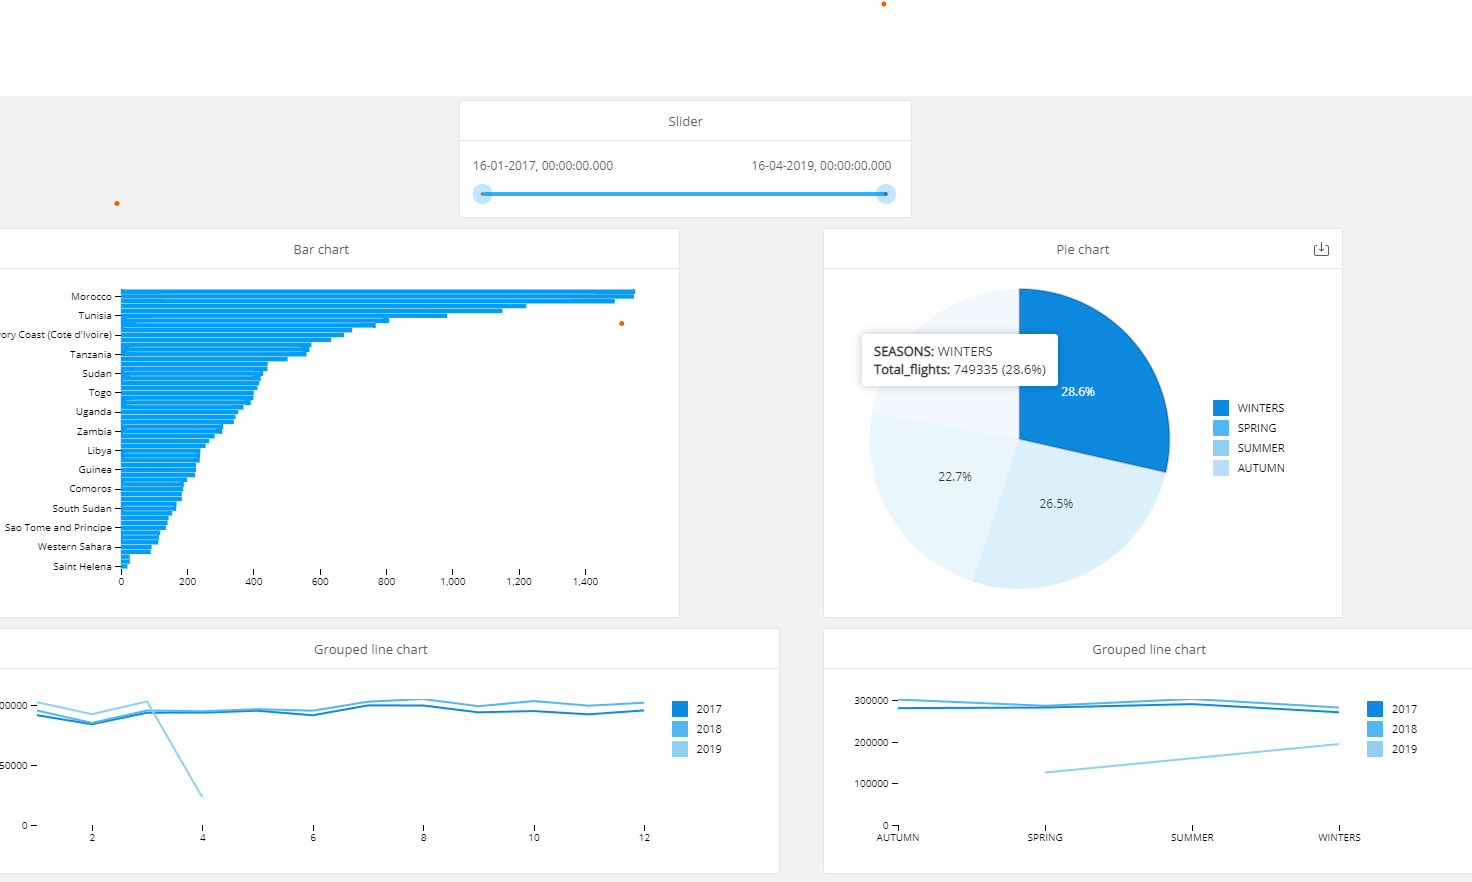 Slider
16-01-2017, 00:00:00.000
16-04-2019, 00:00:00.000
Bar chart
Morocco
Tunisia
vory Coast (Cote d'Ivoire)
Tanzania
Sudan
Togo
Uganda
Zambia
Libya
Guinea
Comoros
South Sudan
Sao Tome and Principe
Western Sahara
Saint Helena
0 200 400 600 800 1,000 1,200 1,400
Pie chart
SEASONS: WINTERS
Total_flights: 749335 (28.6%)
28.6%
22.7%
26.5%
WINTERS
SPRING
SUMMER
AUTUMN
Grouped line chart
00000
50000
0
2 4 6 8 10 12
2017
2018
2019
Grouped line chart
300000
200000
100000
0
AUTUMN SPRING SUMMER WINTERS
2017
2018
2019